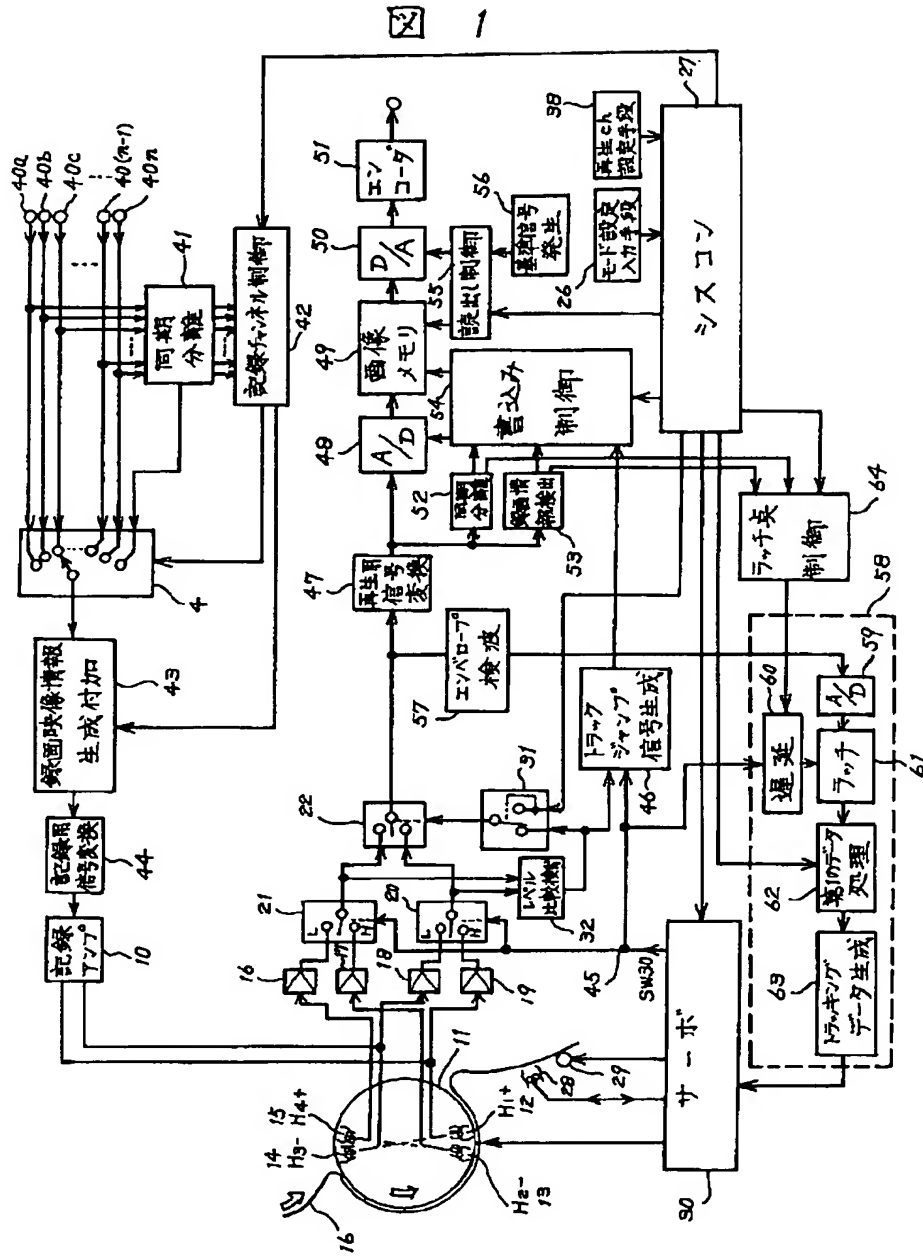 図 1
40a
40b
40c
40(n-1)
40n
41
同期
分離
42
記録チャンネル制御
4
43
録画映像情報
生成付加
44
記録用
信号変換
10
記録
アンプ
51
エンコーダ
50
D/A
49
画像
メモリ
48
A/D
47
再生用
信号
変換
56
基準信号
発生
55
読出し制御
54
書込み
制御
52
同期
分離
53
録画情
報検出
38
再生ch
設定手段
26
モード設定
入力手段
27
シスコン
57
エンベロープ
検波
22
31
21
L
H
20
L
H
32
レベル
比較検出
16
17
18
19
46
トラック
ジャンプ
信号生成
45
SW30
64
ラッチ点
制御
58
59
A/D
60
遅延
61
ラッチ
62
第1のデータ
処理
63
トラッキング
データ生成
30
サーボ
11
15
H4+
14
H3-
16
H1+
12
H2-
13
28
29